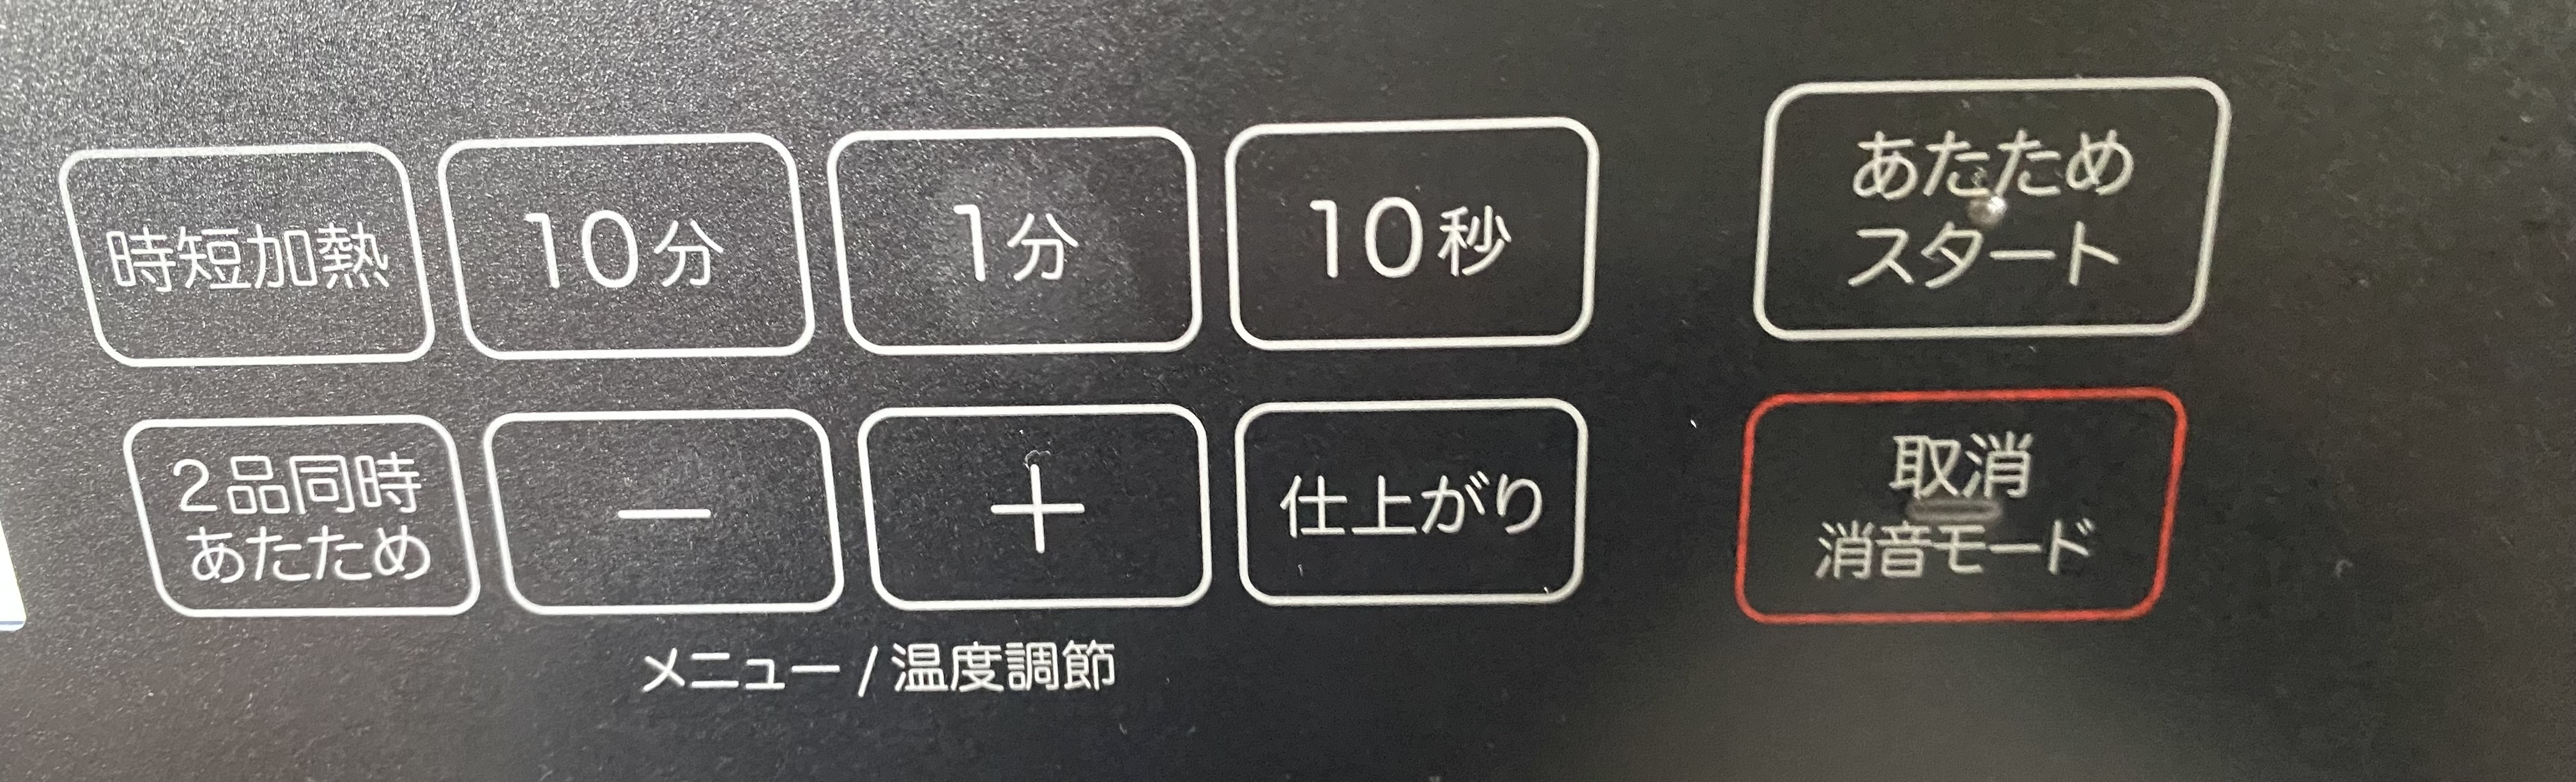 時短加熱
10分
1分
10秒
あたため
スタート
2品同時
あたため
－
＋
仕上がり
取消
消音モード
メニュー / 温度調節